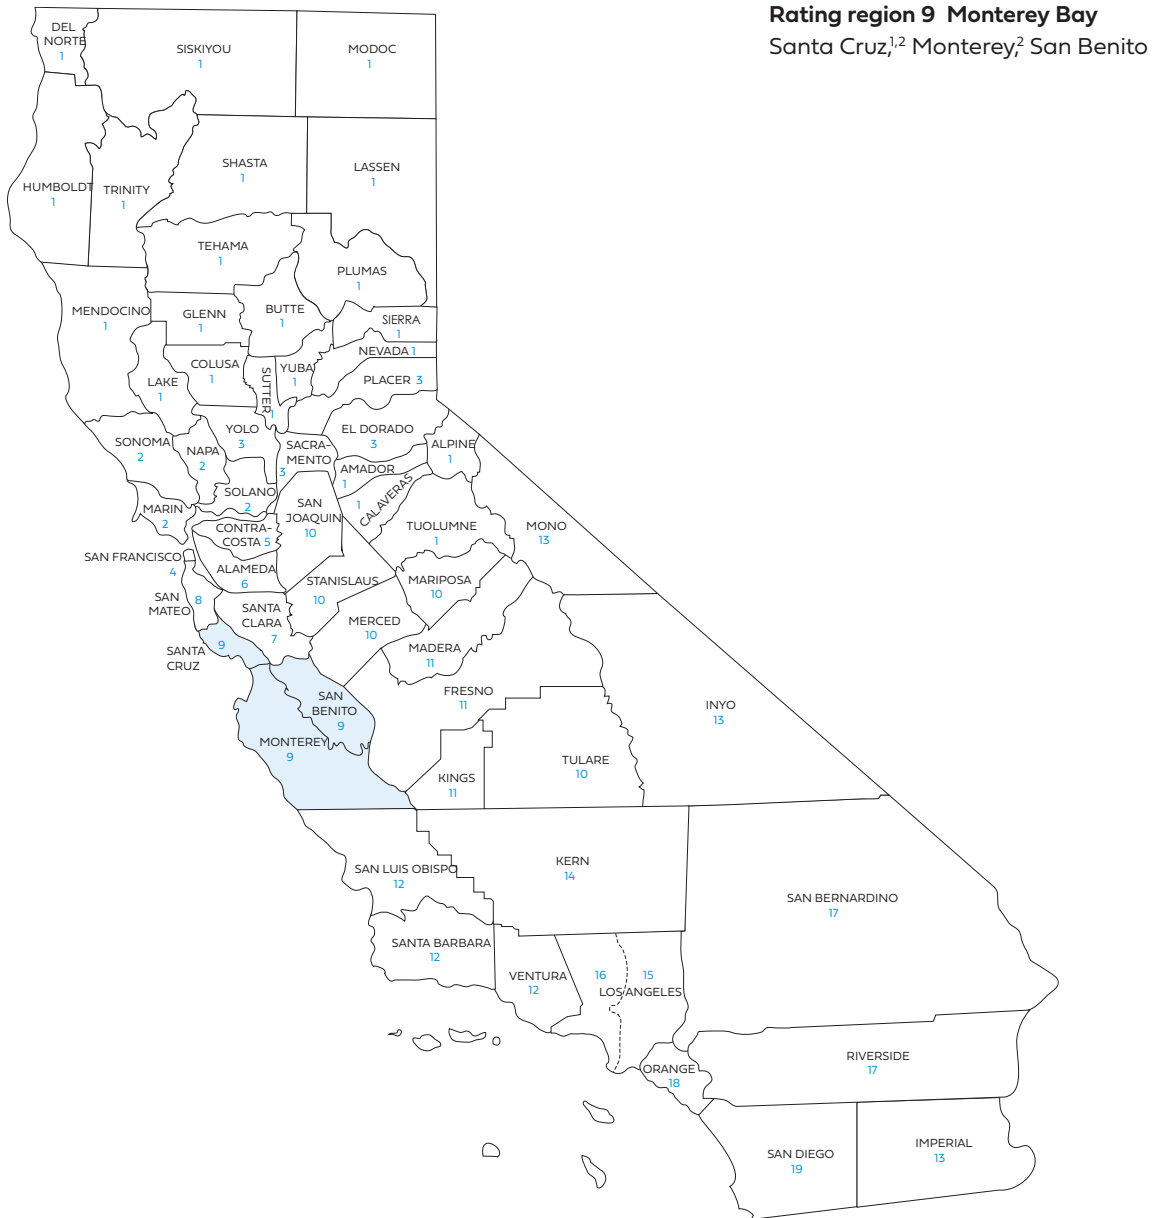 Rating region 9 Monterey Bay
Santa Cruz,1,2 Monterey,2 San Benito
DEL
NORTE
1
SISKIYOU
1
MODOC
1
SHASTA
1
LASSEN
1
HUMBOLDT
1
TRINITY
1
TEHAMA
1
PLUMAS
1
MENDOCINO
1
GLENN
1
BUTTE
1
SIERRA
1
NEVADA 1
COLUSA
1
SUTTER
1
YUBA
1
PLACER 3
LAKE
1
SONOMA
2
NAPA
2
YOLO
3
SACRA-
MENTO
3
EL DORADO
3
ALPINE
1
AMADOR
1
CALAVERAS
1
SOLANO
2
MARIN
2
SAN
JOAQUIN
10
CONTRA-
COSTA 5
TUOLUMNE
1
MONO
13
SAN FRANCISCO
4
ALAMEDA
6
STANISLAUS
10
MARIPOSA
10
SAN
MATEO
8
SANTA
CLARA
7
MERCED
10
SANTA
CRUZ
9
MADERA
11
FRESNO
11
SAN
BENITO
9
INYO
13
MONTEREY
9
KINGS
11
TULARE
10
SAN LUIS OBISPO
12
KERN
14
SAN BERNARDINO
17
SANTA BARBARA
12
VENTURA
12
16
15
LOS ANGELES
ORANGE
18
RIVERSIDE
17
SAN DIEGO
19
IMPERIAL
13